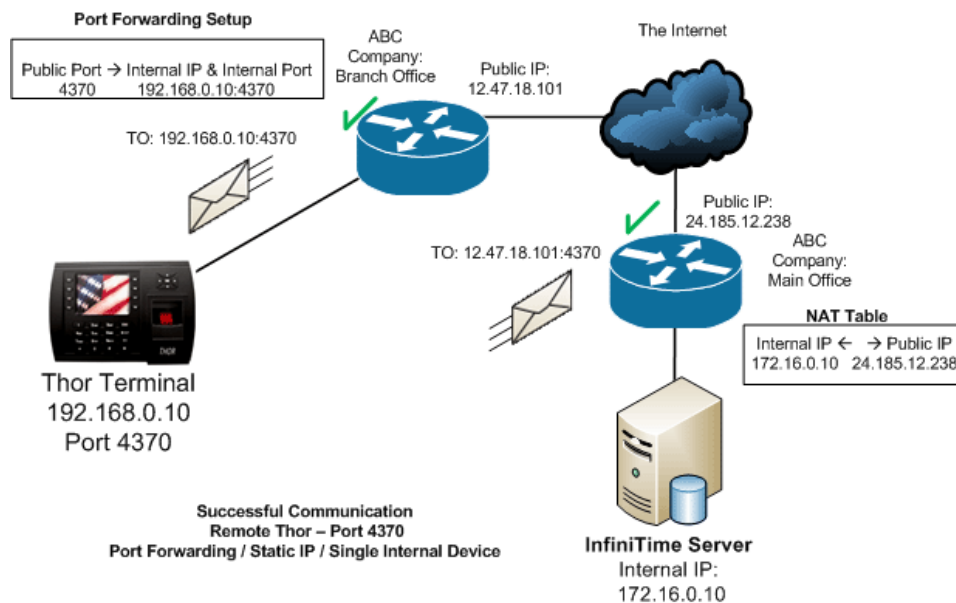 Port Forwarding Setup
Public Port → Internal IP & Internal Port
4370 192.168.0.10:4370
ABC
Company:
Branch Office
Public IP:
12.47.18.101
The Internet
TO: 192.168.0.10:4370
Public IP:
24.185.12.238
TO: 12.47.18.101:4370
ABC
Company:
Main Office
NAT Table
Internal IP ← → Public IP
172.16.0.10 24.185.12.238
THOR
Thor Terminal
192.168.0.10
Port 4370
Successful Communication
Remote Thor – Port 4370
Port Forwarding / Static IP / Single Internal Device
InfiniTime Server
Internal IP:
172.16.0.10